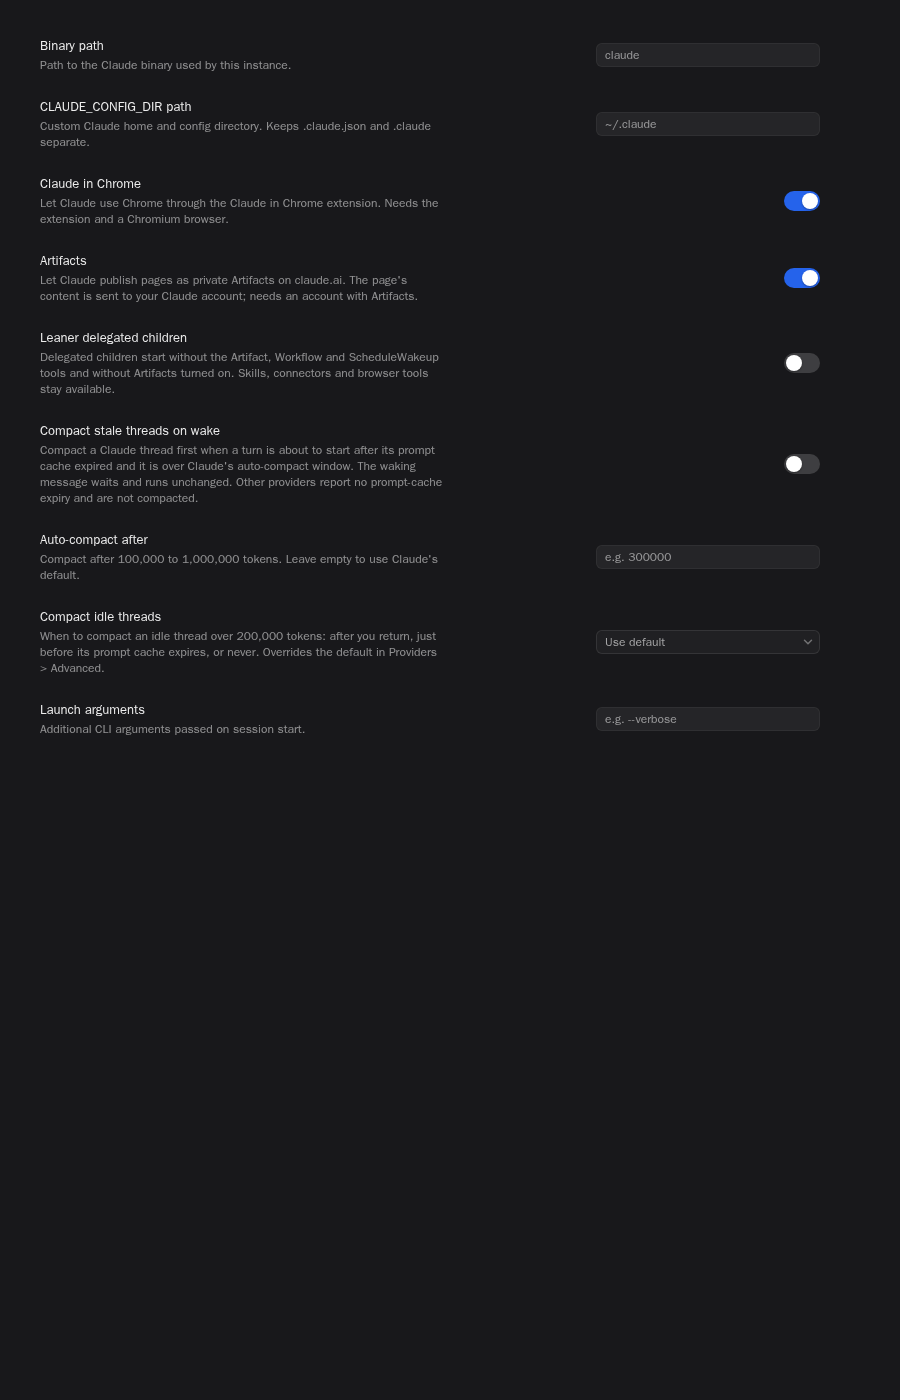 Binary path
Path to the Claude binary used by this instance.
claude
CLAUDE_CONFIG_DIR path
Custom Claude home and config directory. Keeps .claude.json and .claude
separate.
~/.claude
Claude in Chrome
Let Claude use Chrome through the Claude in Chrome extension. Needs the
extension and a Chromium browser.
Artifacts
Let Claude publish pages as private Artifacts on claude.ai. The page's
content is sent to your Claude account; needs an account with Artifacts.
Leaner delegated children
Delegated children start without the Artifact, Workflow and ScheduleWakeup
tools and without Artifacts turned on. Skills, connectors and browser tools
stay available.
Compact stale threads on wake
Compact a Claude thread first when a turn is about to start after its prompt
cache expired and it is over Claude's auto-compact window. The waking
message waits and runs unchanged. Other providers report no prompt-cache
expiry and are not compacted.
Auto-compact after
Compact after 100,000 to 1,000,000 tokens. Leave empty to use Claude's
default.
e.g. 300000
Compact idle threads
When to compact an idle thread over 200,000 tokens: after you return, just
before its prompt cache expires, or never. Overrides the default in Providers
> Advanced.
Use default
Launch arguments
Additional CLI arguments passed on session start.
e.g. --verbose